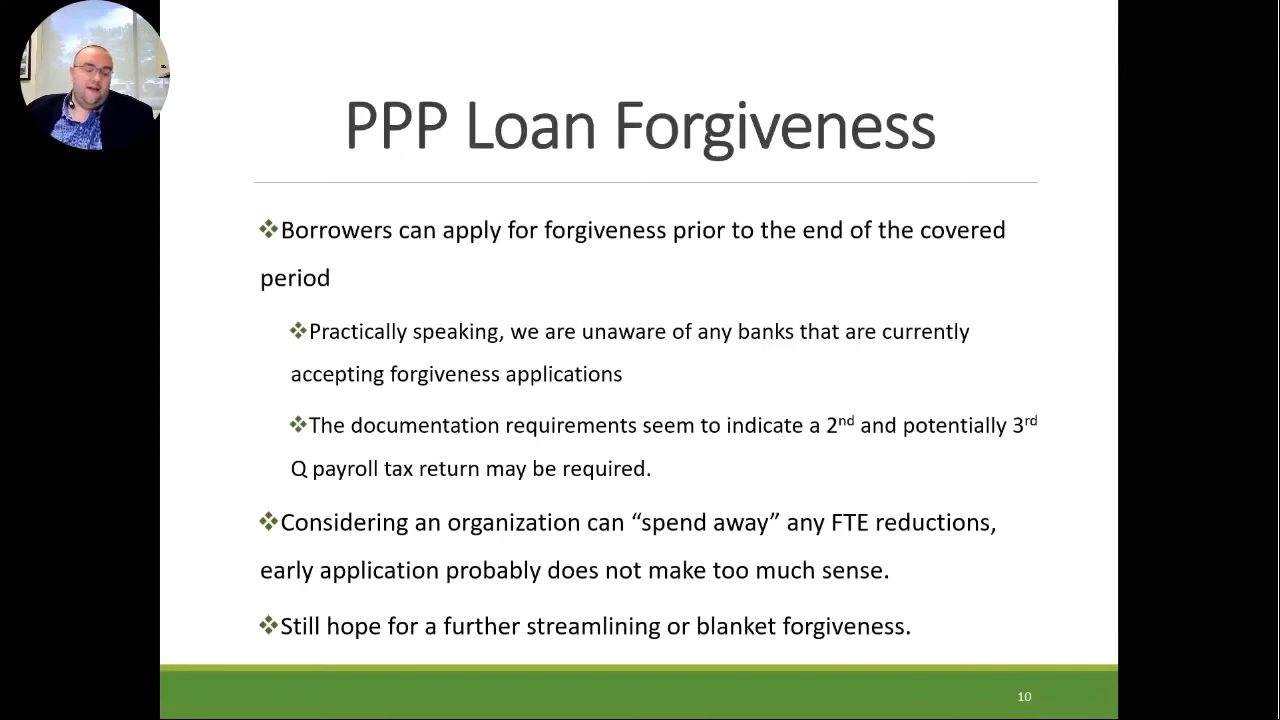 PPP Loan Forgiveness
❖Borrowers can apply for forgiveness prior to the end of the covered
period
❖Practically speaking, we are unaware of any banks that are currently
accepting forgiveness applications
❖The documentation requirements seem to indicate a 2nd and potentially 3rd
Q payroll tax return may be required.
❖Considering an organization can “spend away” any FTE reductions,
early application probably does not make too much sense.
❖Still hope for a further streamlining or blanket forgiveness.
10